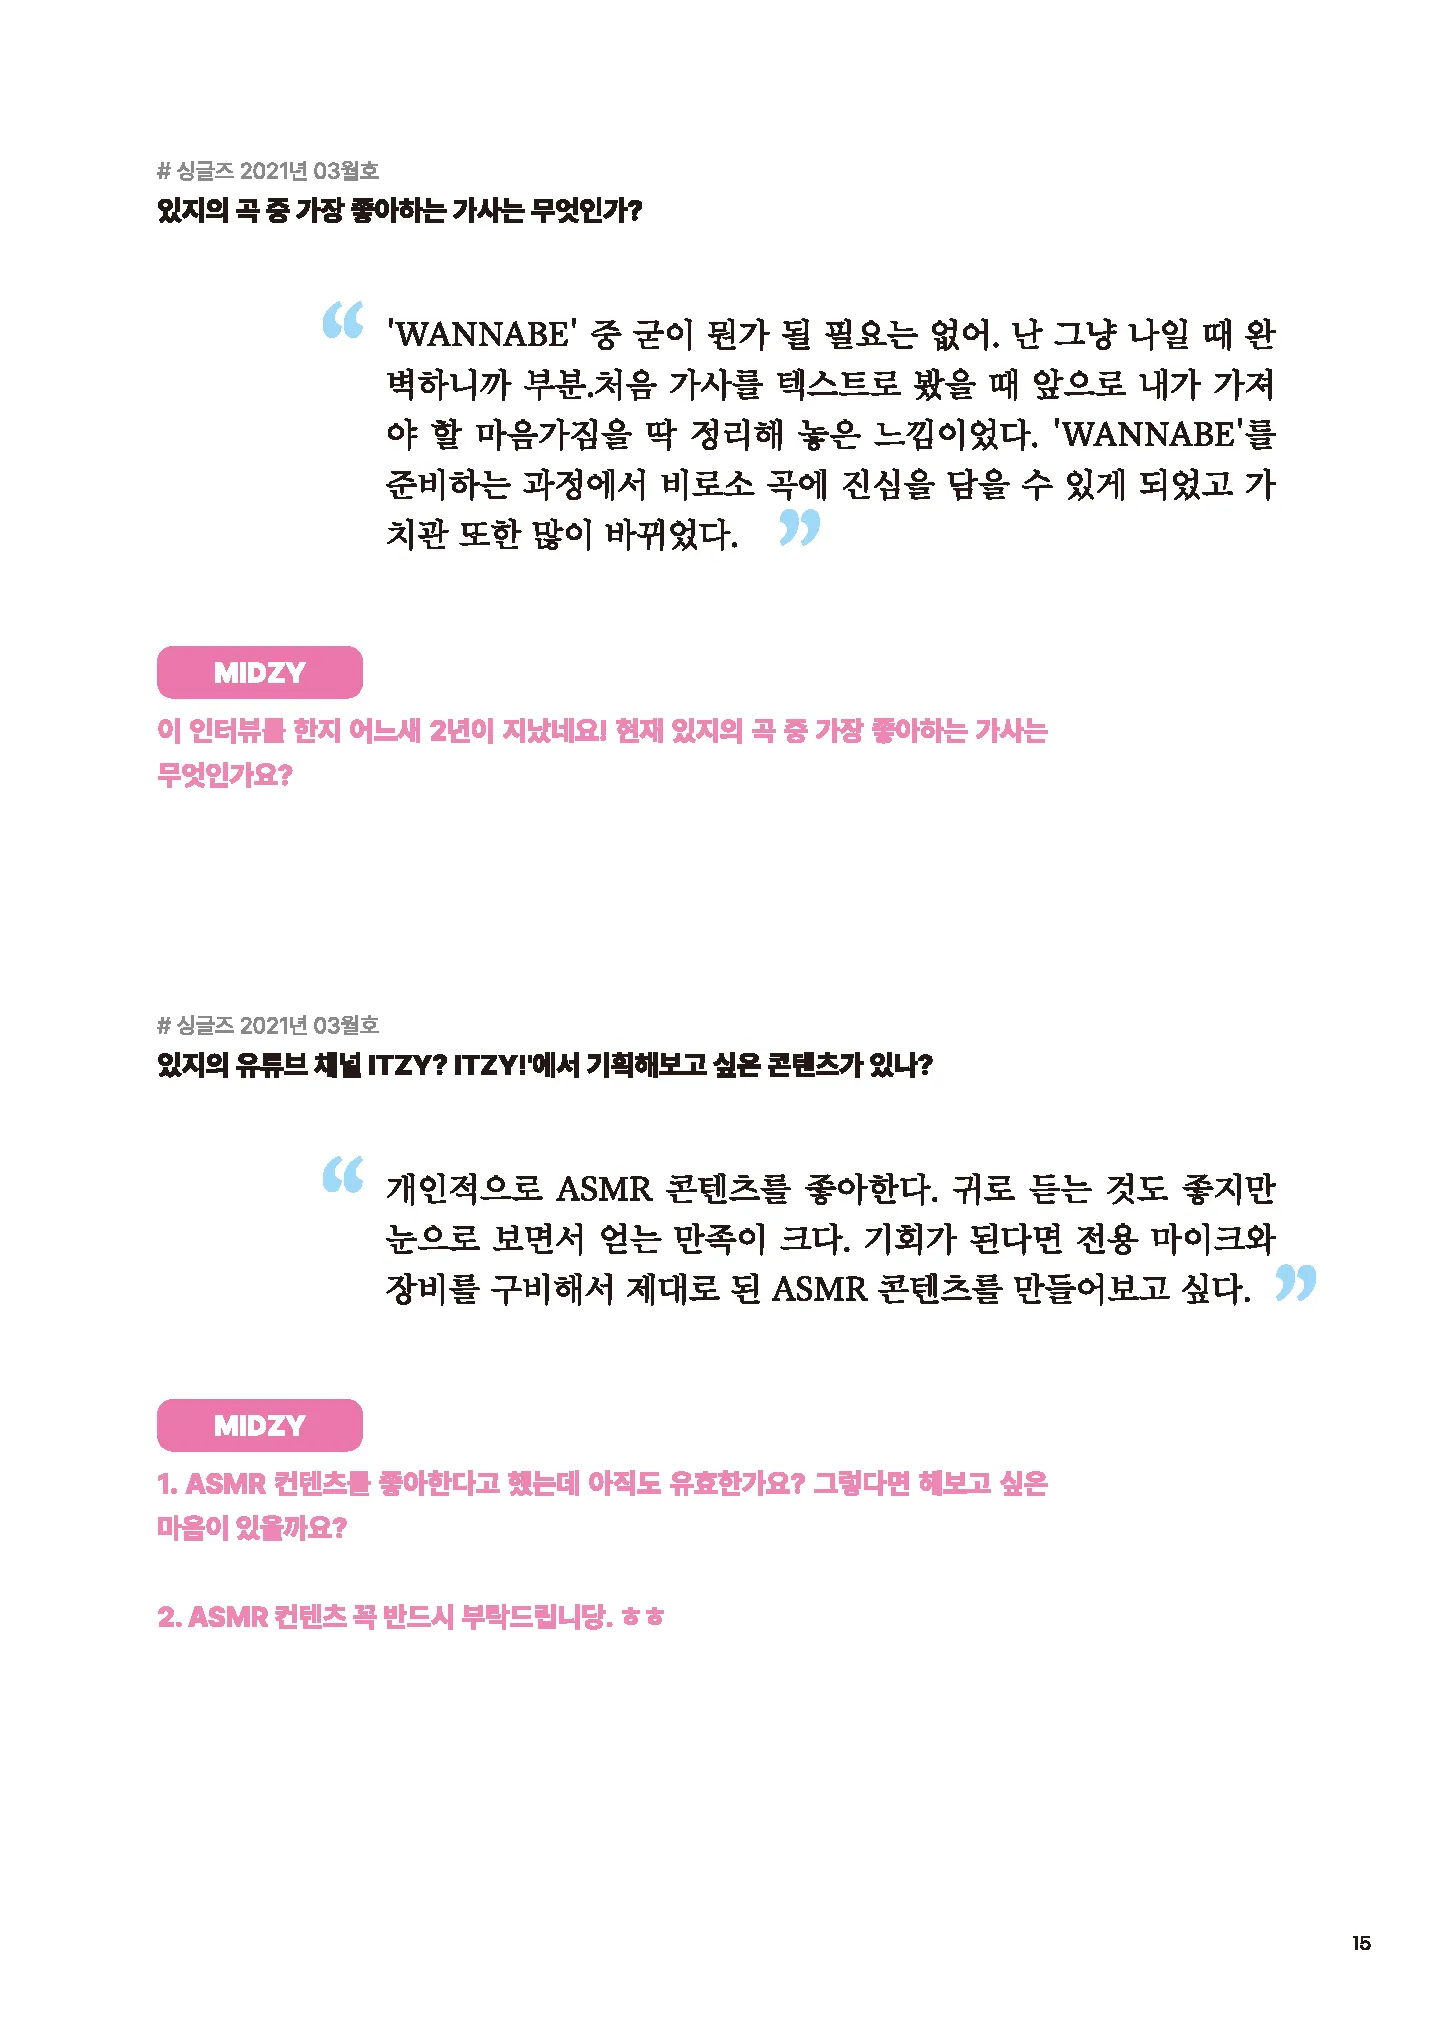 # 싱글즈 2021년 03월호
있지의 곡 중 가장 좋아하는 가사는 무엇인가?
“ 'WANNABE' 중 굳이 뭔가 될 필요는 없어. 난 그냥 나일 때 완
벽하니까 부분.처음 가사를 텍스트로 봤을 때 앞으로 내가 가져
야 할 마음가짐을 딱 정리해 놓은 느낌이었다. 'WANNABE'를
준비하는 과정에서 비로소 곡에 진심을 담을 수 있게 되었고 가
치관 또한 많이 바뀌었다. ”
MIDZY
이 인터뷰를 한지 어느새 2년이 지났네요! 현재 있지의 곡 중 가장 좋아하는 가사는
무엇인가요?
# 싱글즈 2021년 03월호
있지의 유튜브 채널 ITZY? ITZY!'에서 기획해보고 싶은 콘텐츠가 있나?
“ 개인적으로 ASMR 콘텐츠를 좋아한다. 귀로 듣는 것도 좋지만
눈으로 보면서 얻는 만족이 크다. 기회가 된다면 전용 마이크와
장비를 구비해서 제대로 된 ASMR 콘텐츠를 만들어보고 싶다. ”
MIDZY
1. ASMR 컨텐츠를 좋아한다고 했는데 아직도 유효한가요? 그렇다면 해보고 싶은
마음이 있을까요?
2. ASMR 컨텐츠 꼭 반드시 부탁드립니당. ㅎㅎ
15